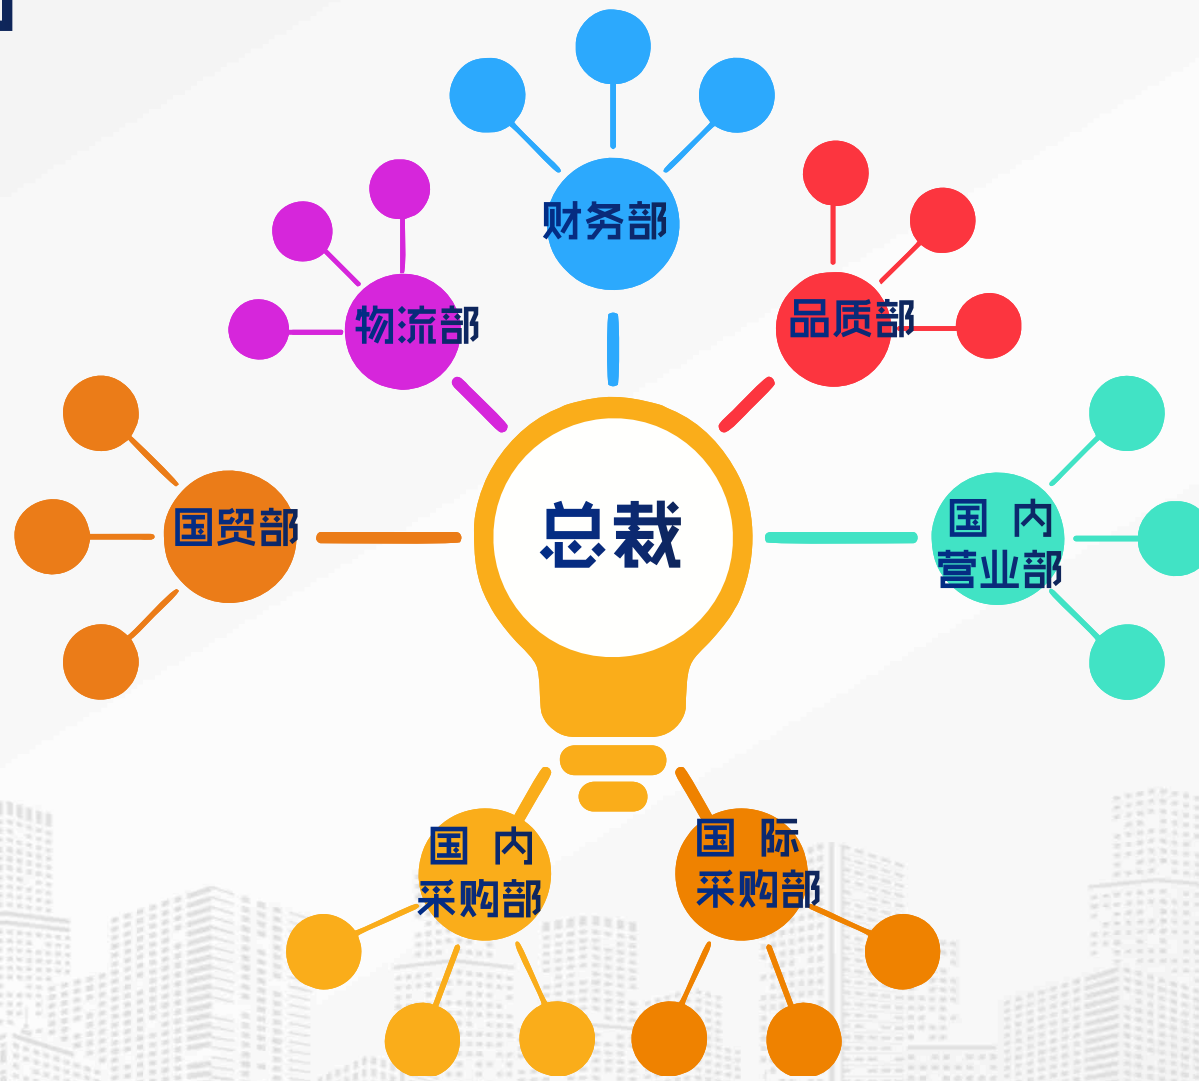 财务部
物流部
品质部
国贸部
总裁
国 内
营业部
国 内
采购部
国 际
采购部